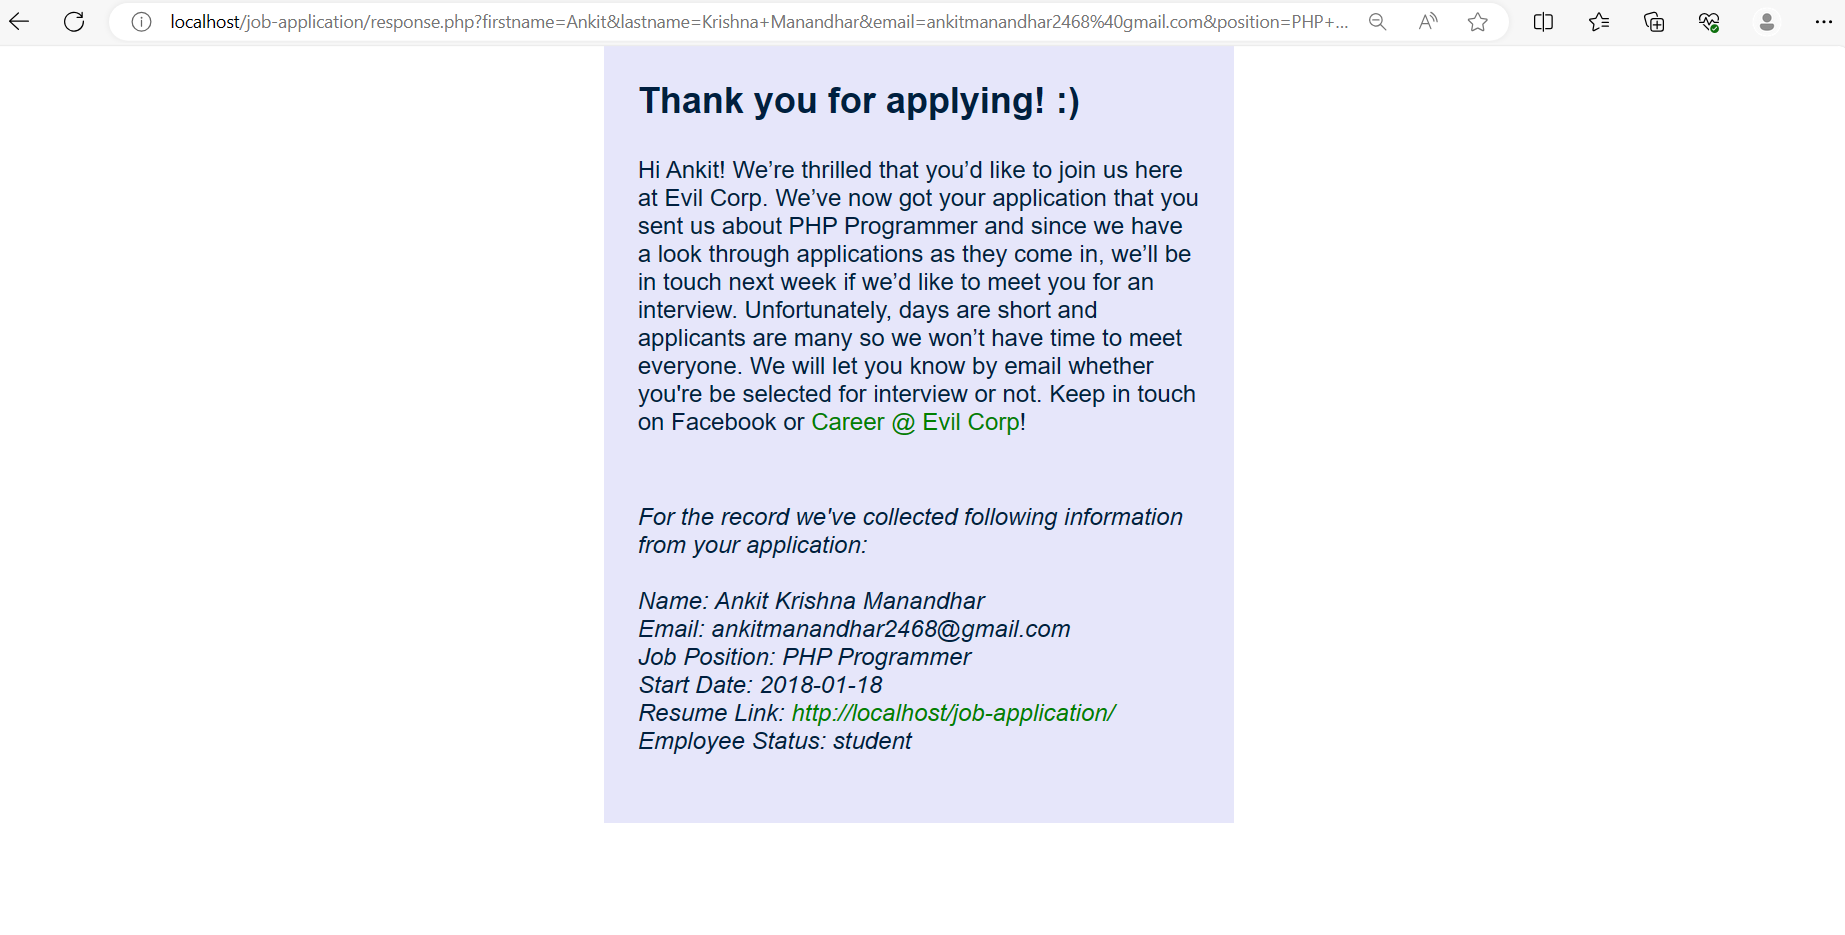 localhost/job-application/response.php?firstname=Ankit&lastname=Krishna+Manandhar&email=ankitmanandhar2468%40gmail.com&position=PHP+...
Thank you for applying! :)
Hi Ankit! We’re thrilled that you’d like to join us here
at Evil Corp. We’ve now got your application that you
sent us about PHP Programmer and since we have
a look through applications as they come in, we’ll be
in touch next week if we’d like to meet you for an
interview. Unfortunately, days are short and
applicants are many so we won’t have time to meet
everyone. We will let you know by email whether
you're be selected for interview or not. Keep in touch
on Facebook or Career @ Evil Corp!
For the record we've collected following information
from your application:
Name: Ankit Krishna Manandhar
Email: ankitmanandhar2468@gmail.com
Job Position: PHP Programmer
Start Date: 2018-01-18
Resume Link: http://localhost/job-application/
Employee Status: student